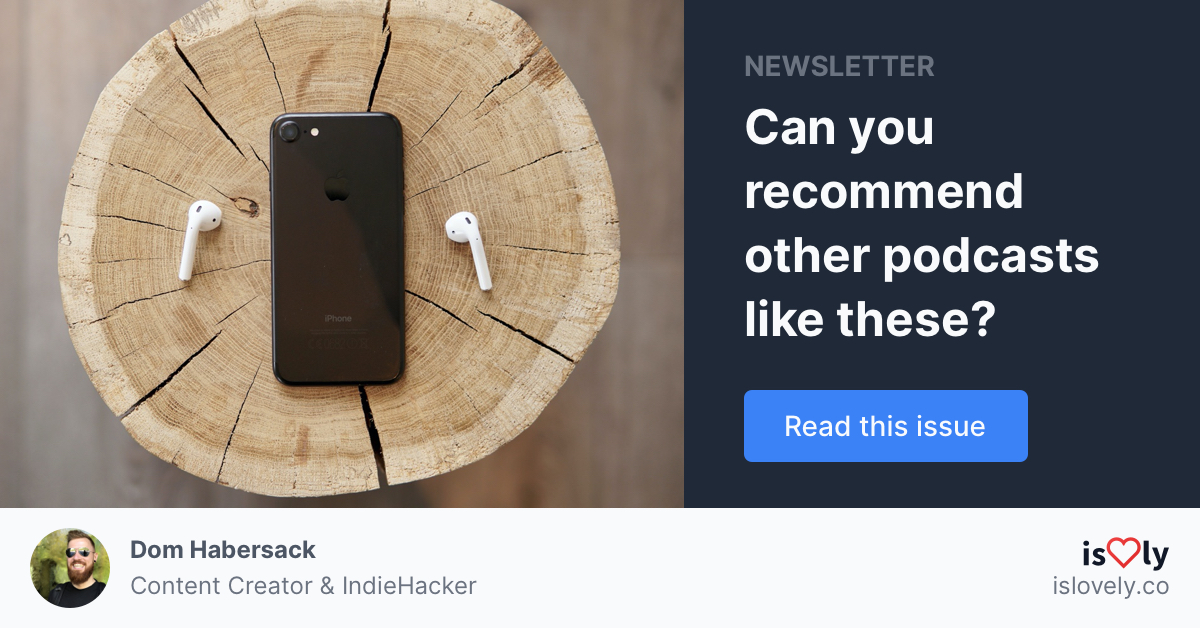 iPhone
NEWSLETTER
Can you
recommend
other podcasts
like these?
Read this issue
Dom Habersack
Content Creator & IndieHacker
is ly
islovely.co